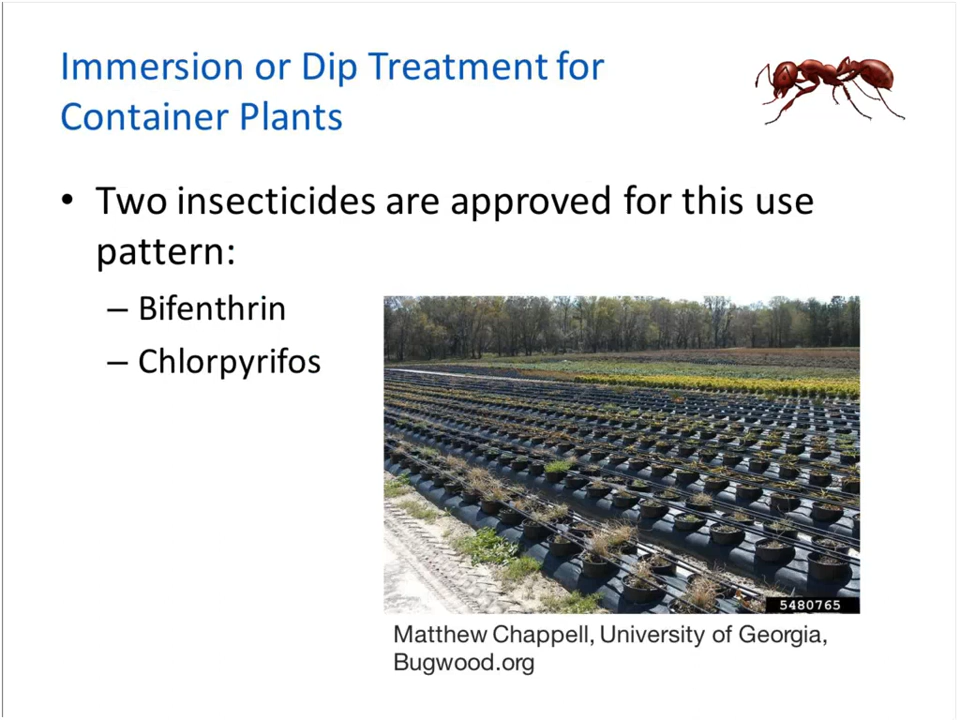 Immersion or Dip Treatment for
Container Plants
• Two insecticides are approved for this use
pattern:
– Bifenthrin
– Chlorpyrifos
5480765
Matthew Chappell, University of Georgia,
Bugwood.org